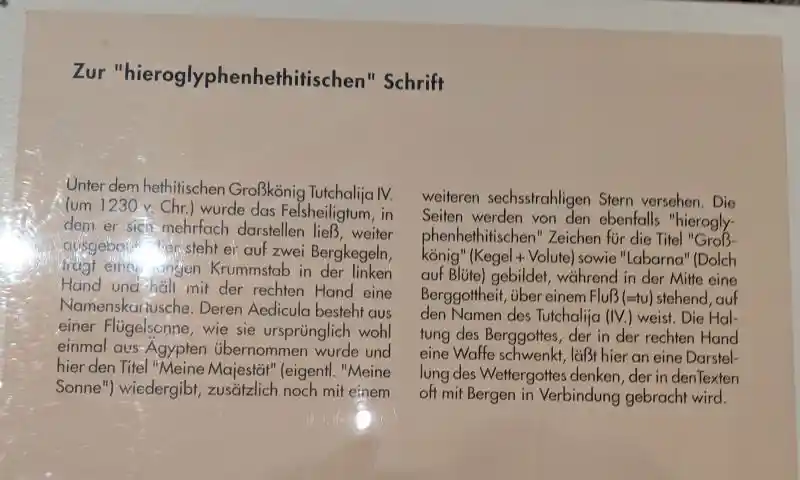 Zur "hieroglyphenhethitischen" Schrift
Unter dem hethitischen Großkönig Tutchalija IV.
(um 1230 v. Chr.) wurde das Felsheiligtum, in
dem er sich mehrfach darstellen ließ, weiter
steht er auf zwei Bergkegeln,
trägt einen langen Krummstab in der linken
Hand und hält mit der rechten Hand eine
Namenskartusche. Deren Aedicula besteht aus
einer Flügelsonne, wie sie ursprünglich wohl
einmal aus Ägypten übernommen wurde und
hier den Titel "Meine Majestät" (eigentl. "Meine
Sonne") wiedergibt, zusätzlich noch mit einem
weiteren sechsstrahligen Stern versehen. Die
Seiten werden von den ebenfalls "hierogly-
phenhethitischen" Zeichen für die Titel "Groß-
könig" (Kegel + Volute) sowie "Labarna" (Dolch
auf Blüte) gebildet, während in der Mitte eine
Berggottheit, über einem Fluß (=tu) stehend, auf
den Namen des Tutchalija (IV.) weist. Die Hal-
tung des Berggottes, der in der rechten Hand
eine Waffe schwenkt, läßt hier an eine Darstel-
lung des Wettergottes denken, der in denTexten
oft mit Bergen in Verbindung gebracht wird.